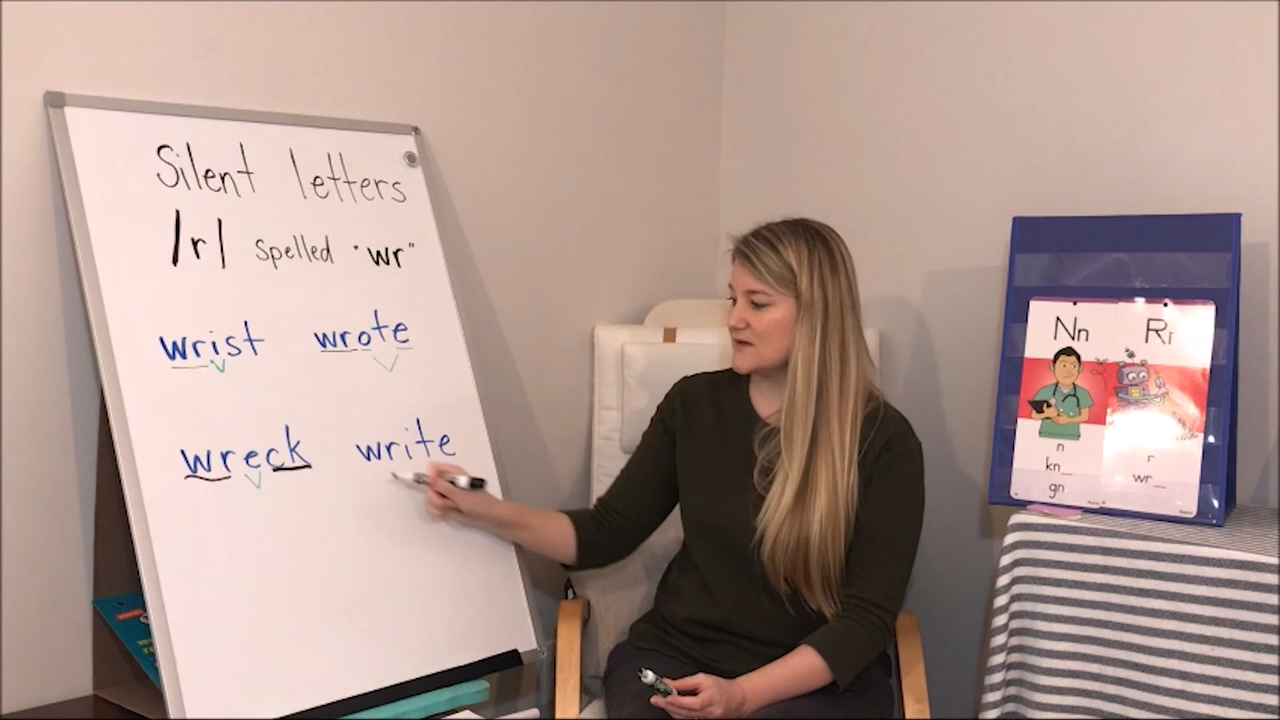 Silent letters
/r/ spelled "wr"
wrist wrote
wreck write
Nn
n
kn_
gn
Rr
r
wr_